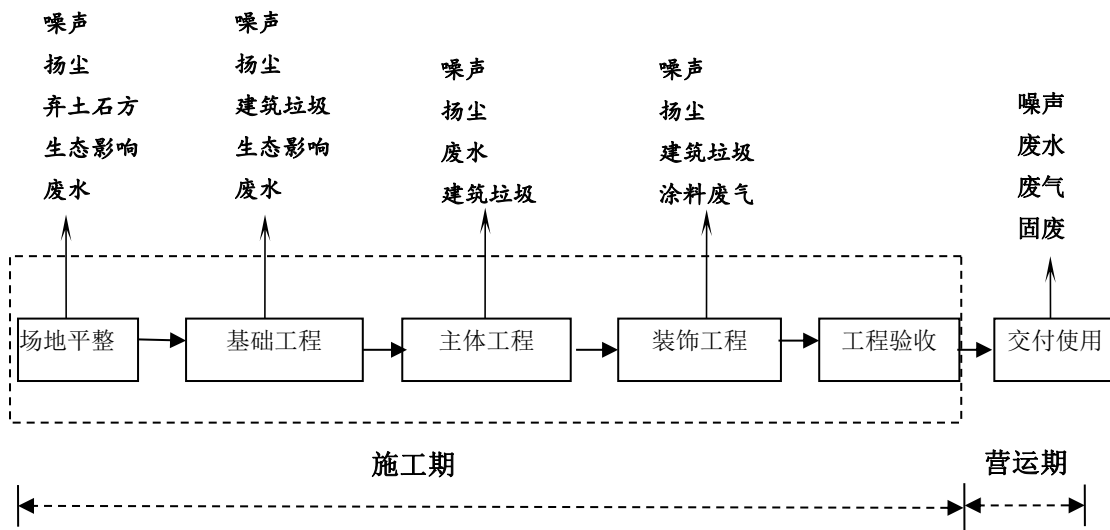 噪声
扬尘
弃土石方
生态影响
废水
噪声
扬尘
建筑垃圾
生态影响
废水
噪声
扬尘
废水
建筑垃圾
噪声
扬尘
建筑垃圾
涂料废气
噪声
废水
废气
固废
场地平整
基础工程
主体工程
装饰工程
工程验收
交付使用
施工期
营运期